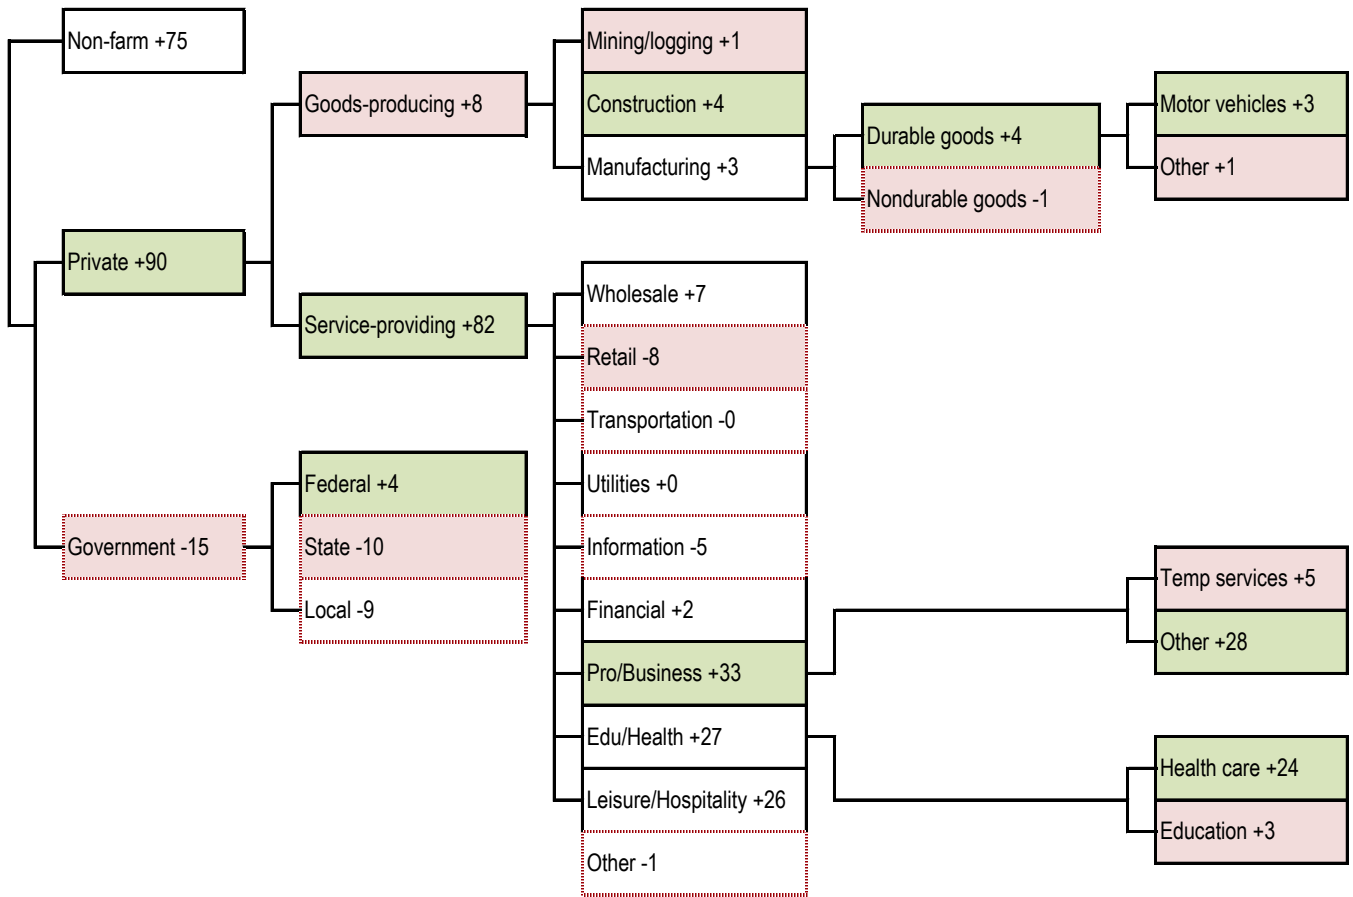 Non-farm +75
Private +90
Government -15
Goods-producing +8
Service-providing +82
Federal +4
State -10
Local -9
Mining/logging +1
Construction +4
Manufacturing +3
Wholesale +7
Retail -8
Transportation -0
Utilities +0
Information -5
Financial +2
Pro/Business +33
Edu/Health +27
Leisure/Hospitality +26
Other -1
Durable goods +4
Nondurable goods -1
Motor vehicles +3
Other +1
Temp services +5
Other +28
Health care +24
Education +3